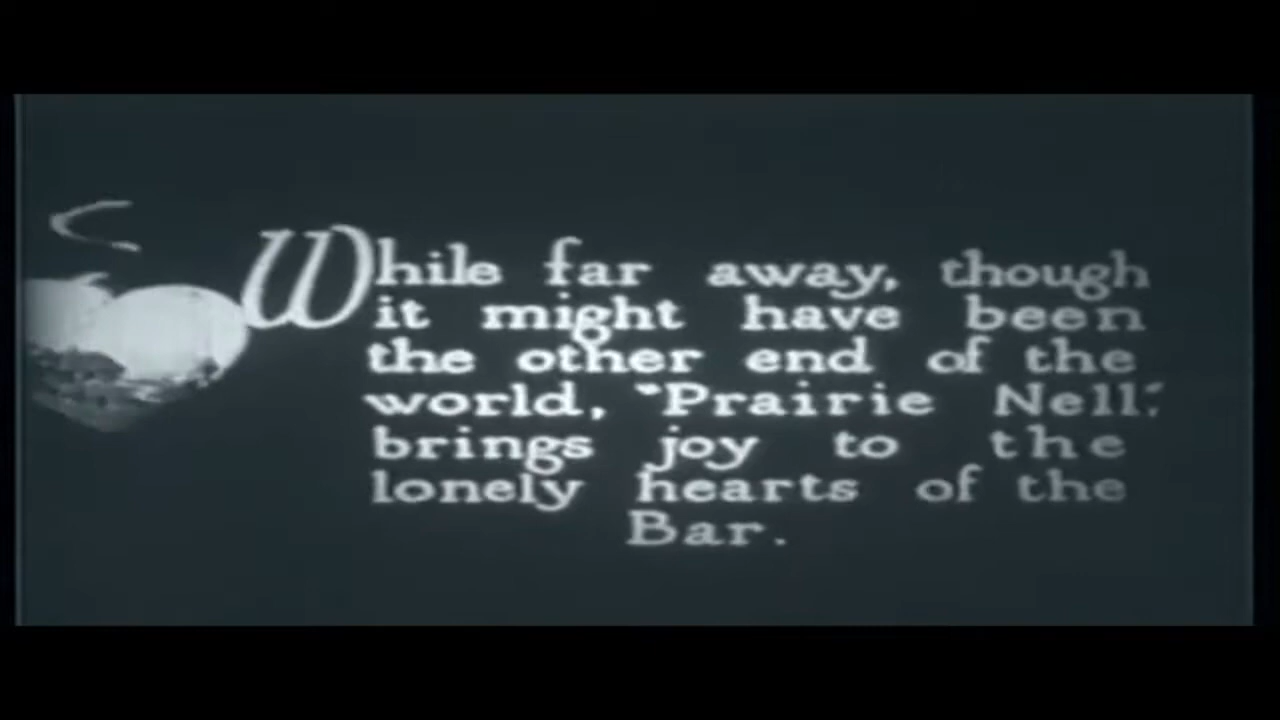 While far away, though
it might have been
the other end of the
world, "Prairie Nell,"
brings joy to the
lonely hearts of the
Bar.